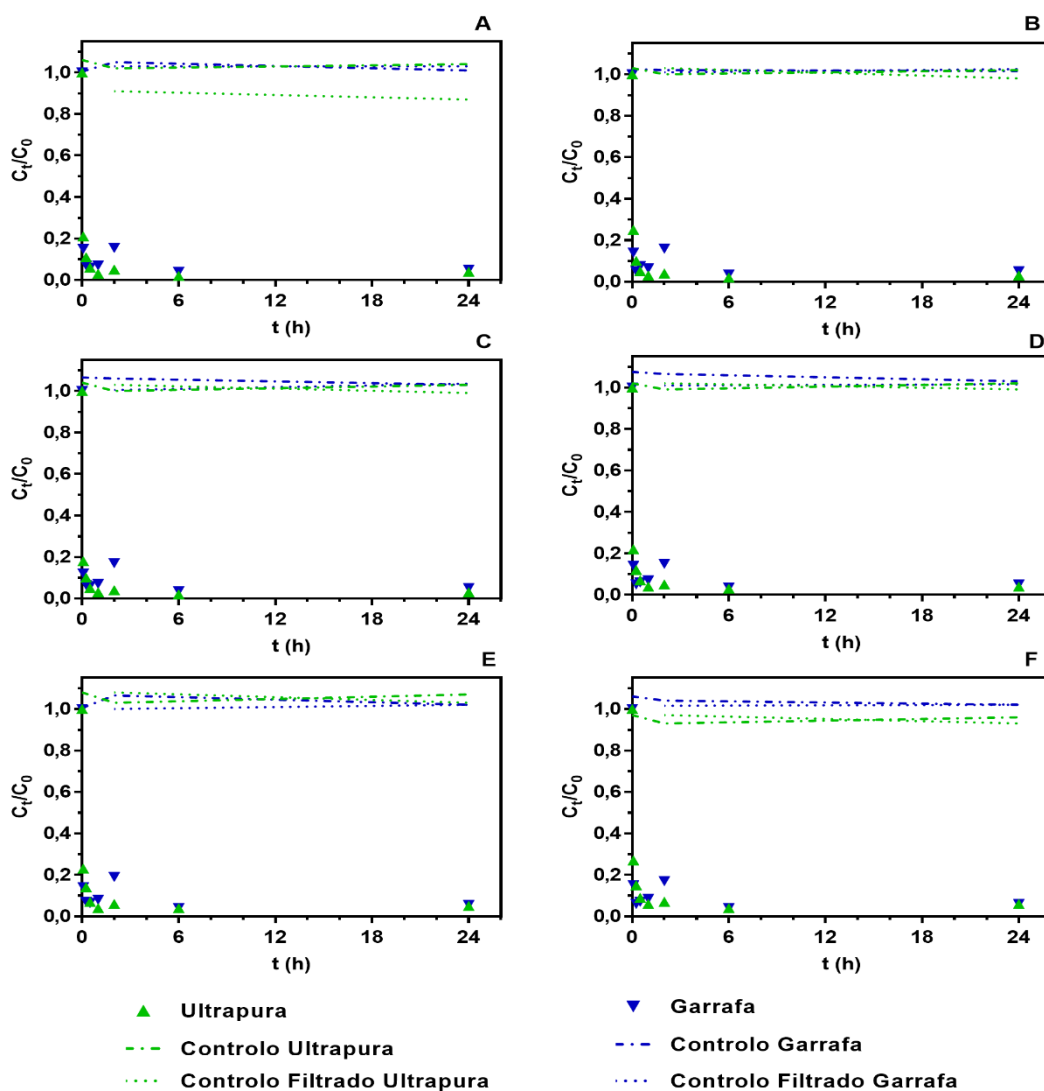 A
1,0
0,8
0,6
0,4
0,2
0,0
Ct/C0
0 6 12 18 24
t (h)
B
1,0
0,8
0,6
0,4
0,2
0,0
Ct/C0
0 6 12 18 24
t (h)
C
1,0
0,8
0,6
0,4
0,2
0,0
Ct/C0
0 6 12 18 24
t (h)
D
1,0
0,8
0,6
0,4
0,2
0,0
Ct/C0
0 6 12 18 24
t (h)
E
1,0
0,8
0,6
0,4
0,2
0,0
Ct/C0
0 6 12 18 24
t (h)
F
1,0
0,8
0,6
0,4
0,2
0,0
Ct/C0
0 6 12 18 24
t (h)
Ultrapura
Controlo Ultrapura
Controlo Filtrado Ultrapura
Garrafa
Controlo Garrafa
Controlo Filtrado Garrafa